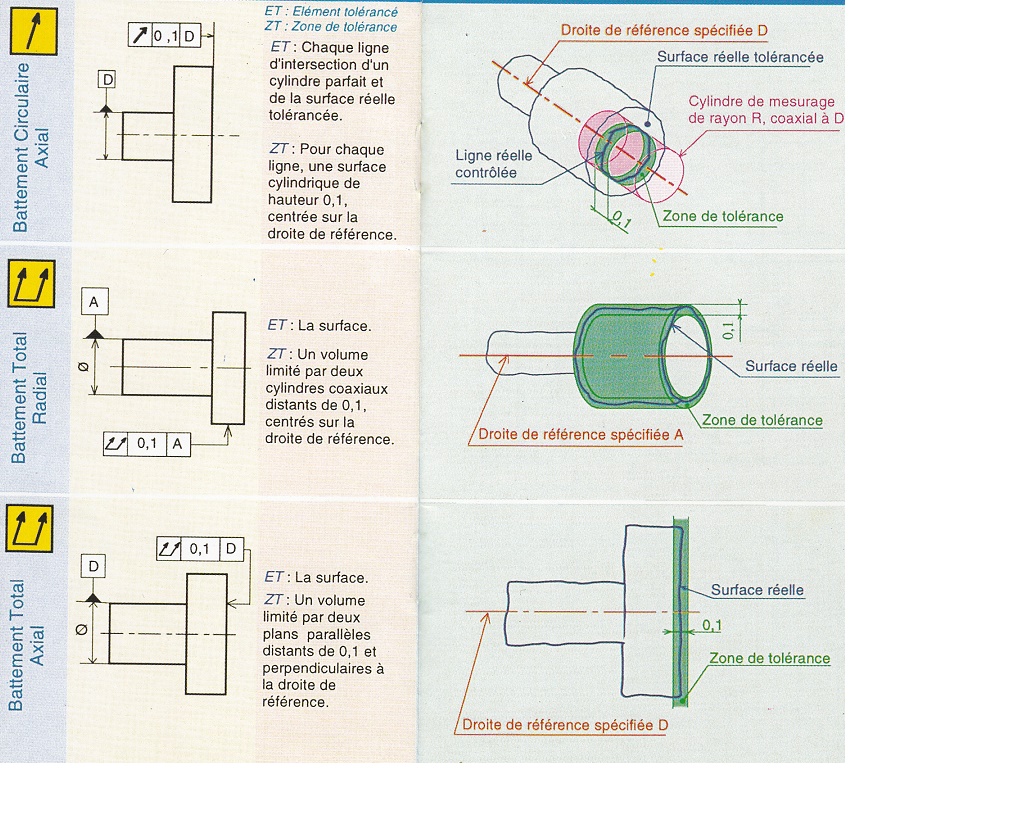 Battement Circulaire
Axial
0,1 D
D
ET : Elément tolérancé
ZT : Zone de tolérance
ET : Chaque ligne
d'intersection d'un
cylindre parfait et
de la surface réelle
tolérancée.
ZT : Pour chaque
ligne, une surface
cylindrique de
hauteur 0,1,
centrée sur la
droite de référence.
Droite de référence spécifiée D
Surface réelle tolérancée
Cylindre de mesurage
de rayon R, coaxial à D
Ligne réelle
contrôlée
0,1
Zone de tolérance
Battement Total
Radial
A
Ø
0,1 A
ET : La surface.
ZT : Un volume
limité par deux
cylindres coaxiaux
distants de 0,1,
centrés sur la
droite de référence.
0,1
Surface réelle
Zone de tolérance
Droite de référence spécifiée A
Battement Total
Axial
0,1 D
D
Ø
ET : La surface.
ZT : Un volume
limité par deux
plans parallèles
distants de 0,1 et
perpendiculaires à
la droite de
référence.
Surface réelle
0,1
Zone de tolérance
Droite de référence spécifiée D